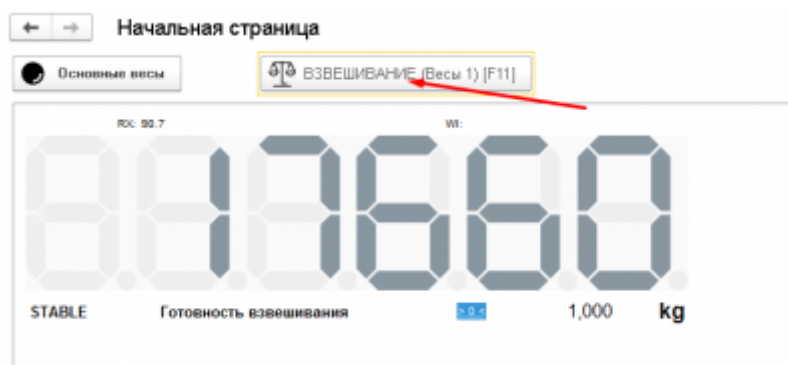 Начальная страница
Основные весы
ВЗВЕШИВАНИЕ (Весы 1) [F11]
RX: 90.7 WI:
17660
STABLE Готовность взвешивания > 0 < 1,000 kg